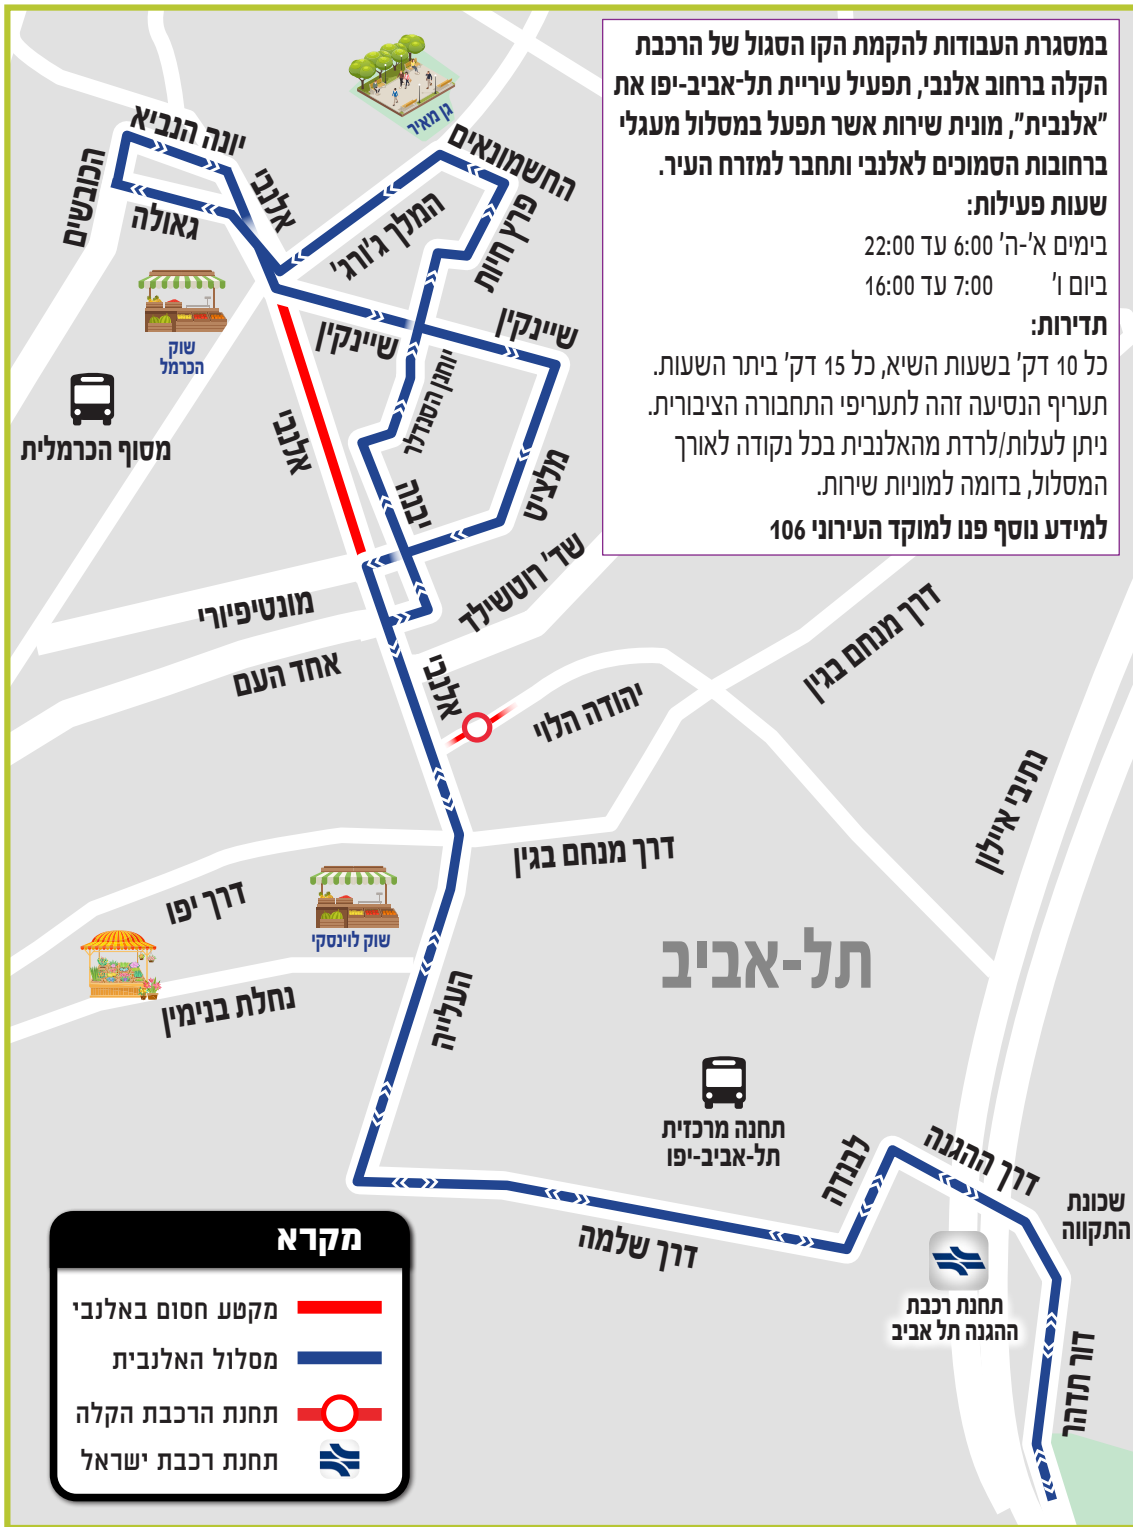 במסגרת העבודות להקמת הקו הסגול של הרכבת
הקלה ברחוב אלנבי, תפעיל עיריית תל-אביב-יפו את
"אלנבית", מונית שירות אשר תפעל במסלול מעגלי
ברחובות הסמוכים לאלנבי ותחבר למזרח העיר.
שעות פעילות:
בימים א'-ה' 6:00 עד 22:00
ביום ו' 7:00 עד 16:00
תדירות:
כל 10 דק' בשעות השיא, כל 15 דק' ביתר השעות.
תעריף הנסיעה זהה לתעריפי התחבורה הציבורית.
ניתן לעלות/לרדת מהאלנבית בכל נקודה לאורך
המסלול, בדומה למוניות שירות.
למידע נוסף פנו למוקד העירוני 106
גן מאיר
יונה הנביא
החשמונאים
הכובשים
אלנבי
גאולה
המלך ג'ורג'
פרץ חיות
שיינקין
שיינקין
שוק
הכרמל
יוחנן הסנדלר
מסוף הכרמלית
אלנבי
מלציט
יבנה
שד' רוטשילד
מונטיפיורי
דרך מנחם בגין
אחד העם
אלנבי
יהודה הלוי
נתיבי איילון
דרך מנחם בגין
דרך יפו
שוק לוינסקי
תל-אביב
נחלת בנימין
העלייה
תחנה מרכזית
תל-אביב-יפו
לבנדה
דרך ההגנה
שכונת
התקווה
דרך שלמה
תחנת רכבת
ההגנה תל אביב
דור תדהר
מקרא
מקטע חסום באלנבי
מסלול האלנבית
תחנת הרכבת הקלה
תחנת רכבת ישראל